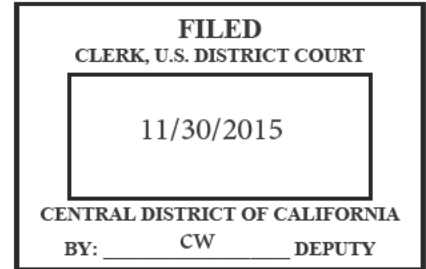 FILED
CLERK, U.S. DISTRICT COURT
11/30/2015
CENTRAL DISTRICT OF CALIFORNIA
BY: CW DEPUTY